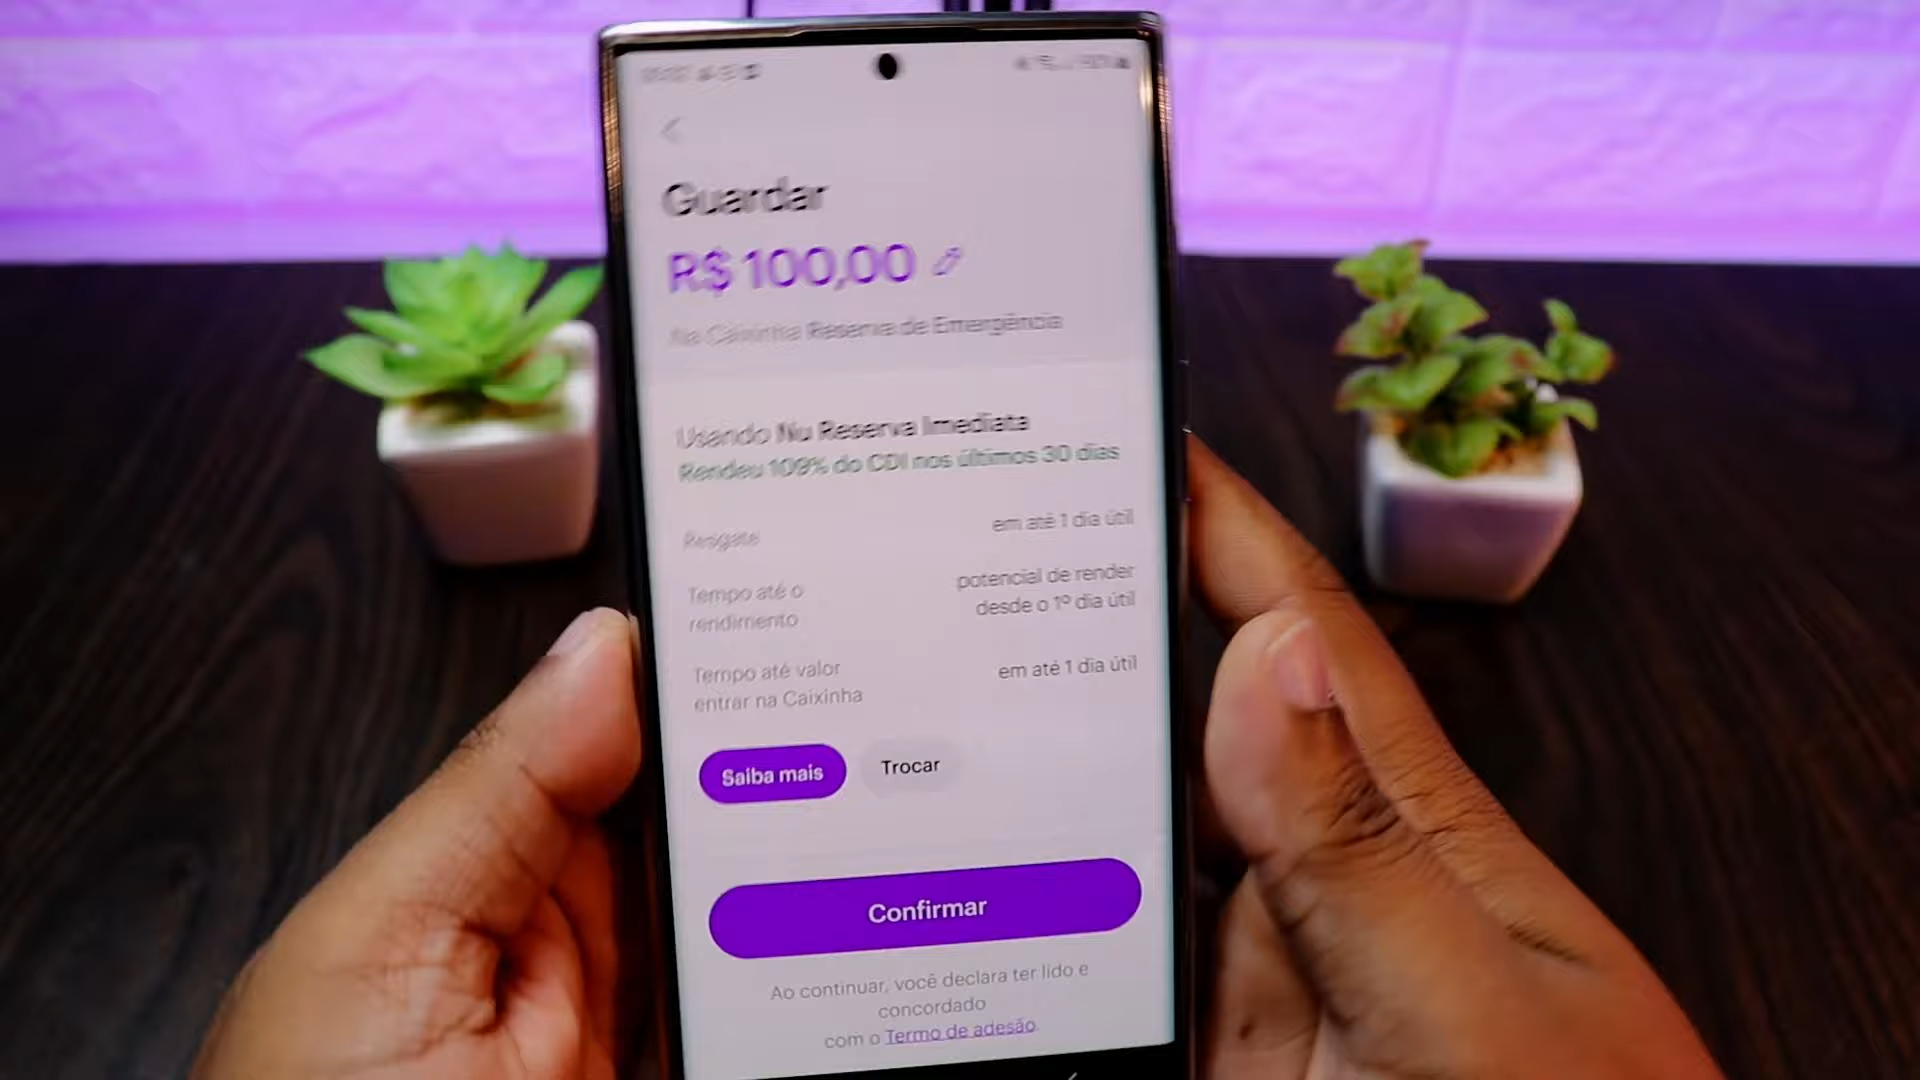 Guardar
R$ 100,00
Na Caixinha Reserva de Emergência
Usando Nu Reserva Imediata
Rendeu 109% do CDI nos últimos 30 dias
Resgate
em até 1 dia útil
Tempo até o
rendimento
potencial de render
desde o 1º dia útil
Tempo até valor
entrar na Caixinha
em até 1 dia útil
Saiba mais
Trocar
Confirmar
Ao continuar, você declara ter lido e
concordado
com o Termo de adesão.